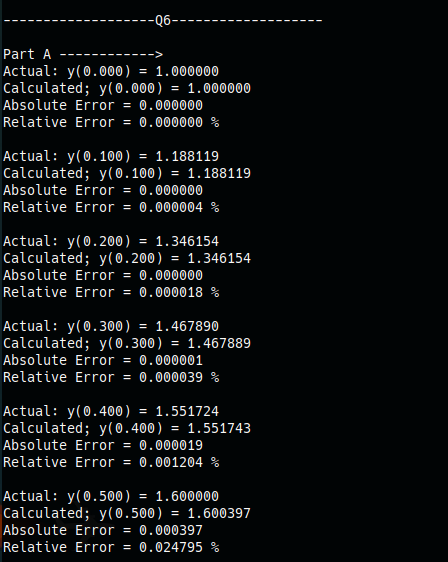 -------------------Q6-------------------
Part A ------------>
Actual: y(0.000) = 1.000000
Calculated; y(0.000) = 1.000000
Absolute Error = 0.000000
Relative Error = 0.000000 %
Actual: y(0.100) = 1.188119
Calculated; y(0.100) = 1.188119
Absolute Error = 0.000000
Relative Error = 0.000004 %
Actual: y(0.200) = 1.346154
Calculated; y(0.200) = 1.346154
Absolute Error = 0.000000
Relative Error = 0.000018 %
Actual: y(0.300) = 1.467890
Calculated; y(0.300) = 1.467889
Absolute Error = 0.000001
Relative Error = 0.000039 %
Actual: y(0.400) = 1.551724
Calculated; y(0.400) = 1.551743
Absolute Error = 0.000019
Relative Error = 0.001204 %
Actual: y(0.500) = 1.600000
Calculated; y(0.500) = 1.600397
Absolute Error = 0.000397
Relative Error = 0.024795 %